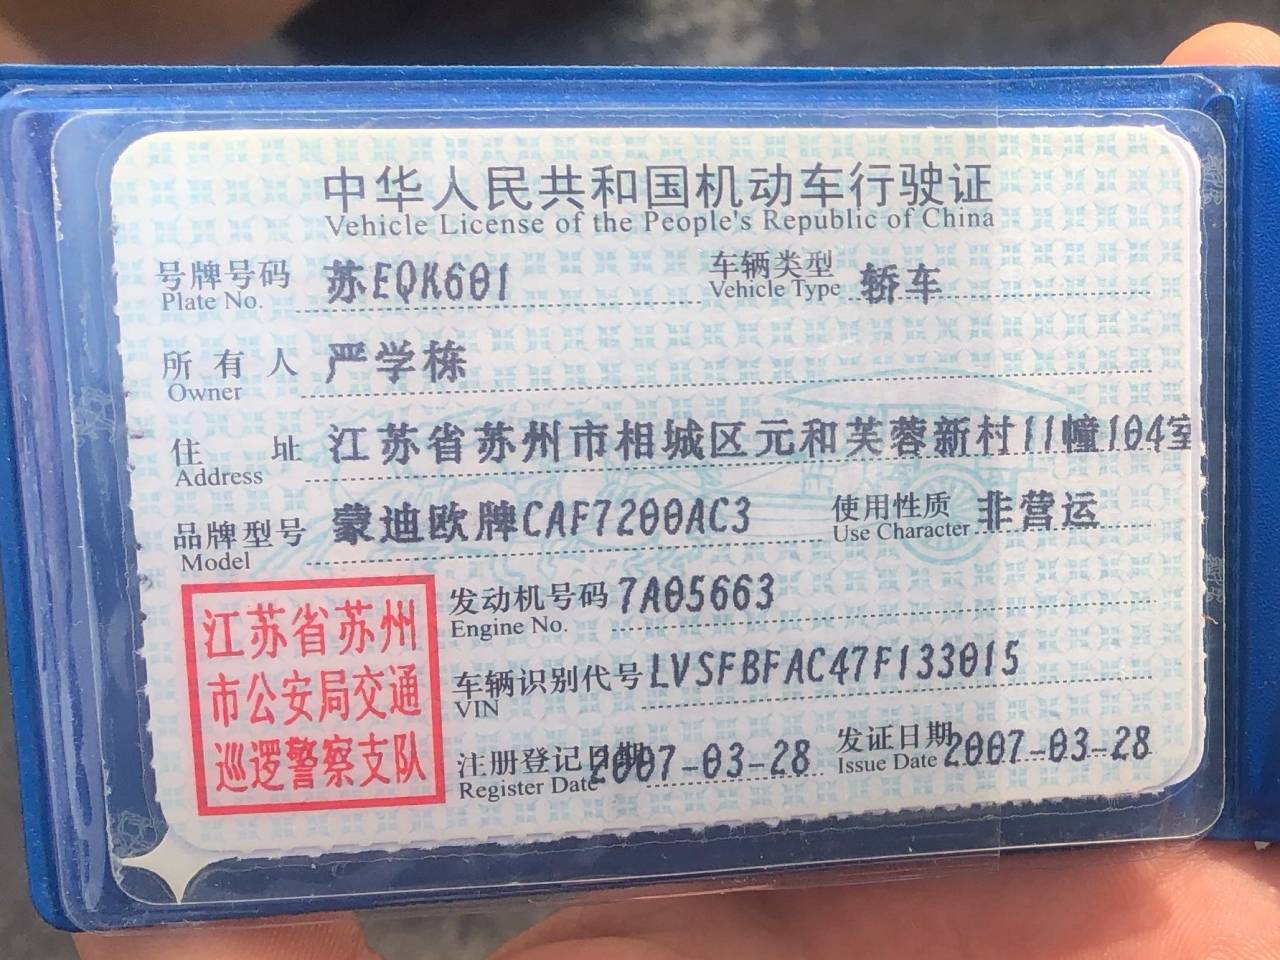 中华人民共和国机动车行驶证
Vehicle License of the People's Republic of China
号牌号码 苏EQK601 车辆类型 轿车
Plate No. Vehicle Type
所有人 严学栋
Owner
住址 江苏省苏州市相城区元和芙蓉新村11幢104室
Address
品牌型号 蒙迪欧牌CAF7200AC3 使用性质 非营运
Model Use Character
发动机号码 7A05663
Engine No.
车辆识别代号 LVSFBFAC47F133015
VIN
注册登记日期 2007-03-28 发证日期 2007-03-28
Register Date Issue Date
江苏省苏州
市公安局交通
巡逻警察支队